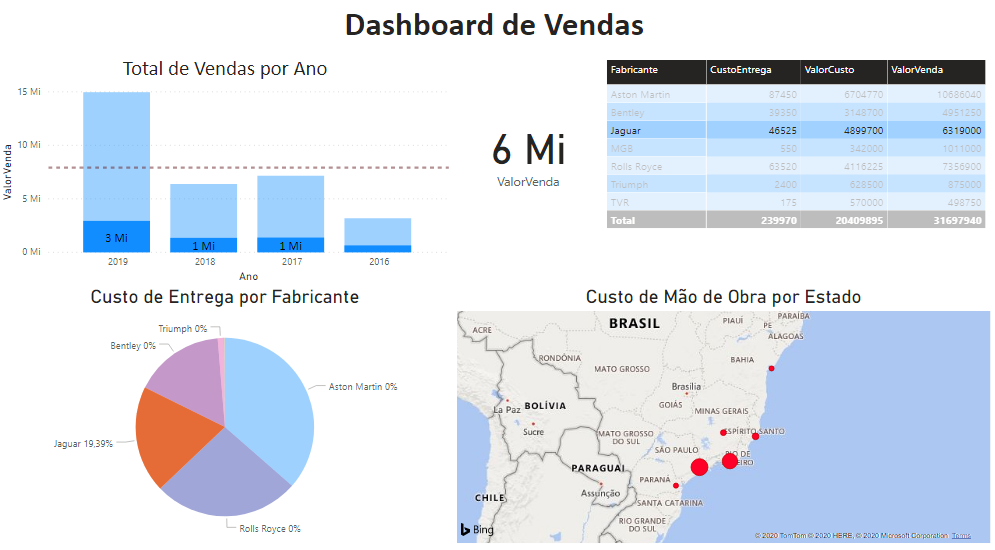 Dashboard de Vendas
Total de Vendas por Ano
15 Mi
10 Mi
5 Mi
0 Mi
ValorVenda
3 Mi
1 Mi
1 Mi
2019
2018
2017
2016
Ano
6 Mi
ValorVenda
Fabricante CustoEntrega ValorCusto ValorVenda
Aston Martin 87450 6704770 10686040
Bentley 39350 3148700 4951250
Jaguar 46525 4899700 6319000
MGB 550 342000 1011000
Rolls Royce 63520 4116225 7356900
Triumph 2400 628500 875000
TVR 175 570000 498750
Total 239970 20409895 31697940
Custo de Entrega por Fabricante
Triumph 0%
Bentley 0%
Aston Martin 0%
Jaguar 19,39%
Rolls Royce 0%
Custo de Mão de Obra por Estado
BRASIL
PARAÍBA
PIAUÍ
PE
ACRE
ALAGOAS
RONDÔNIA
BAHIA
MATO GROSSO
Brasília
GOIÁS
La Paz
BOLÍVIA
MINAS GERAIS
Sucre
MATO GROSSO
DO SUL
ESPÍRITO SANTO
SÃO PAULO
RIO DE
JANEIRO
PARAGUAI
PARANÁ
Assunção
CHILE
SANTA CATARINA
RIO GRANDE
DO SUL
Bing
© 2020 TomTom © 2020 HERE, © 2020 Microsoft Corporation Terms